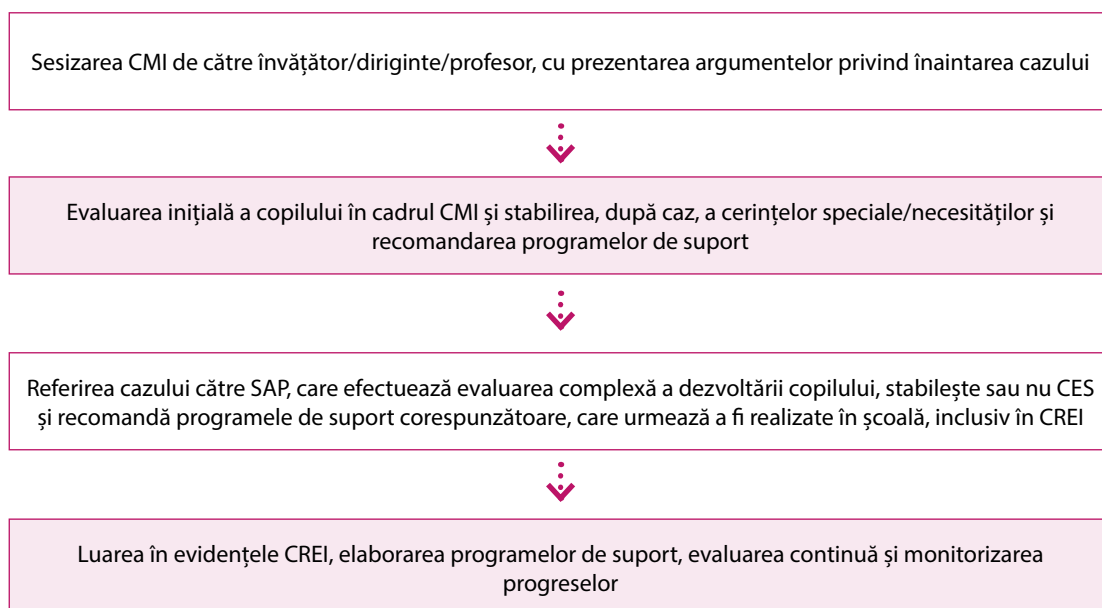 Sesizarea CMI de către învățător/diriginte/profesor, cu prezentarea argumentelor privind înaintarea cazului
Evaluarea inițială a copilului în cadrul CMI și stabilirea, după caz, a cerințelor speciale/necesităților și
recomandarea programelor de suport
Referirea cazului către SAP, care efectuează evaluarea complexă a dezvoltării copilului, stabilește sau nu CES
și recomandă programele de suport corespunzătoare, care urmează a fi realizate în școală, inclusiv în CREI
Luarea în evidențele CREI, elaborarea programelor de suport, evaluarea continuă și monitorizarea
progreselor